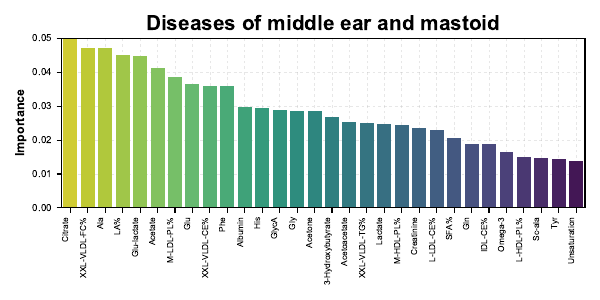 Diseases of middle ear and mastoid
Importance
0.05
0.04
0.03
0.02
0.01
0.00
Citrate
XXL-VLDL-FC%
Ala
LA%
Glu-lactate
Acetate
M-LDL-PL%
Glu
XXL-VLDL-CE%
Phe
Albumin
His
GlycA
Gly
Acetone
3-Hydroxybutyrate
Acetoacetate
XXL-VLDL-TG%
Lactate
M-HDL-PL%
Creatinine
L-LDL-CE%
SFA%
Gln
IDL-CE%
Omega-3
L-HDL-PL%
Sc-ala
Tyr
Unsaturation